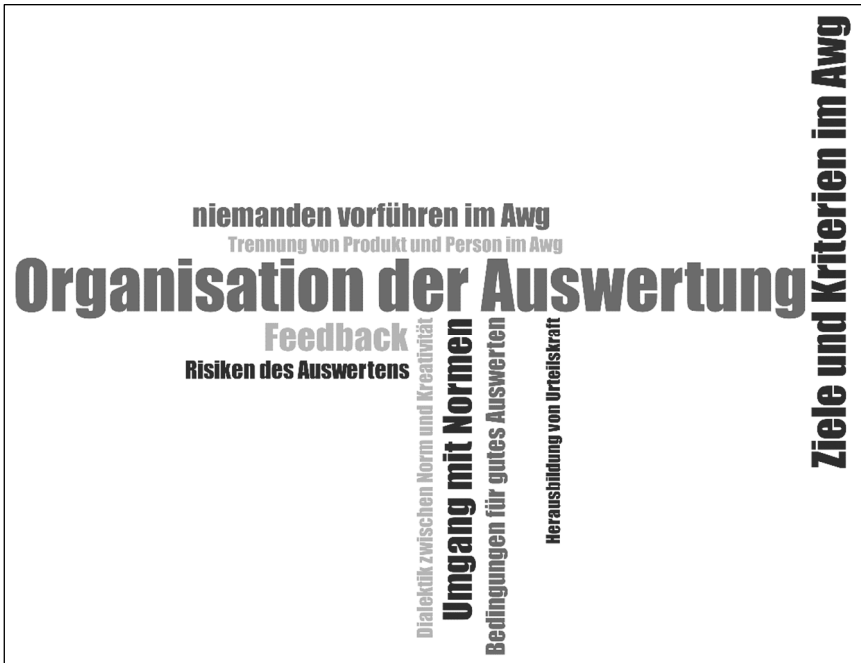 niemanden vorführen im Awg
Trennung von Produkt und Person im Awg
Organisation der Auswertung
Feedback
Risiken des Auswertens
Dialektik zwischen Norm und Kreativität
Umgang mit Normen
Bedingungen für gutes Auswerten
Herausbildung von Urteilskraft
Ziele und Kriterien im Awg